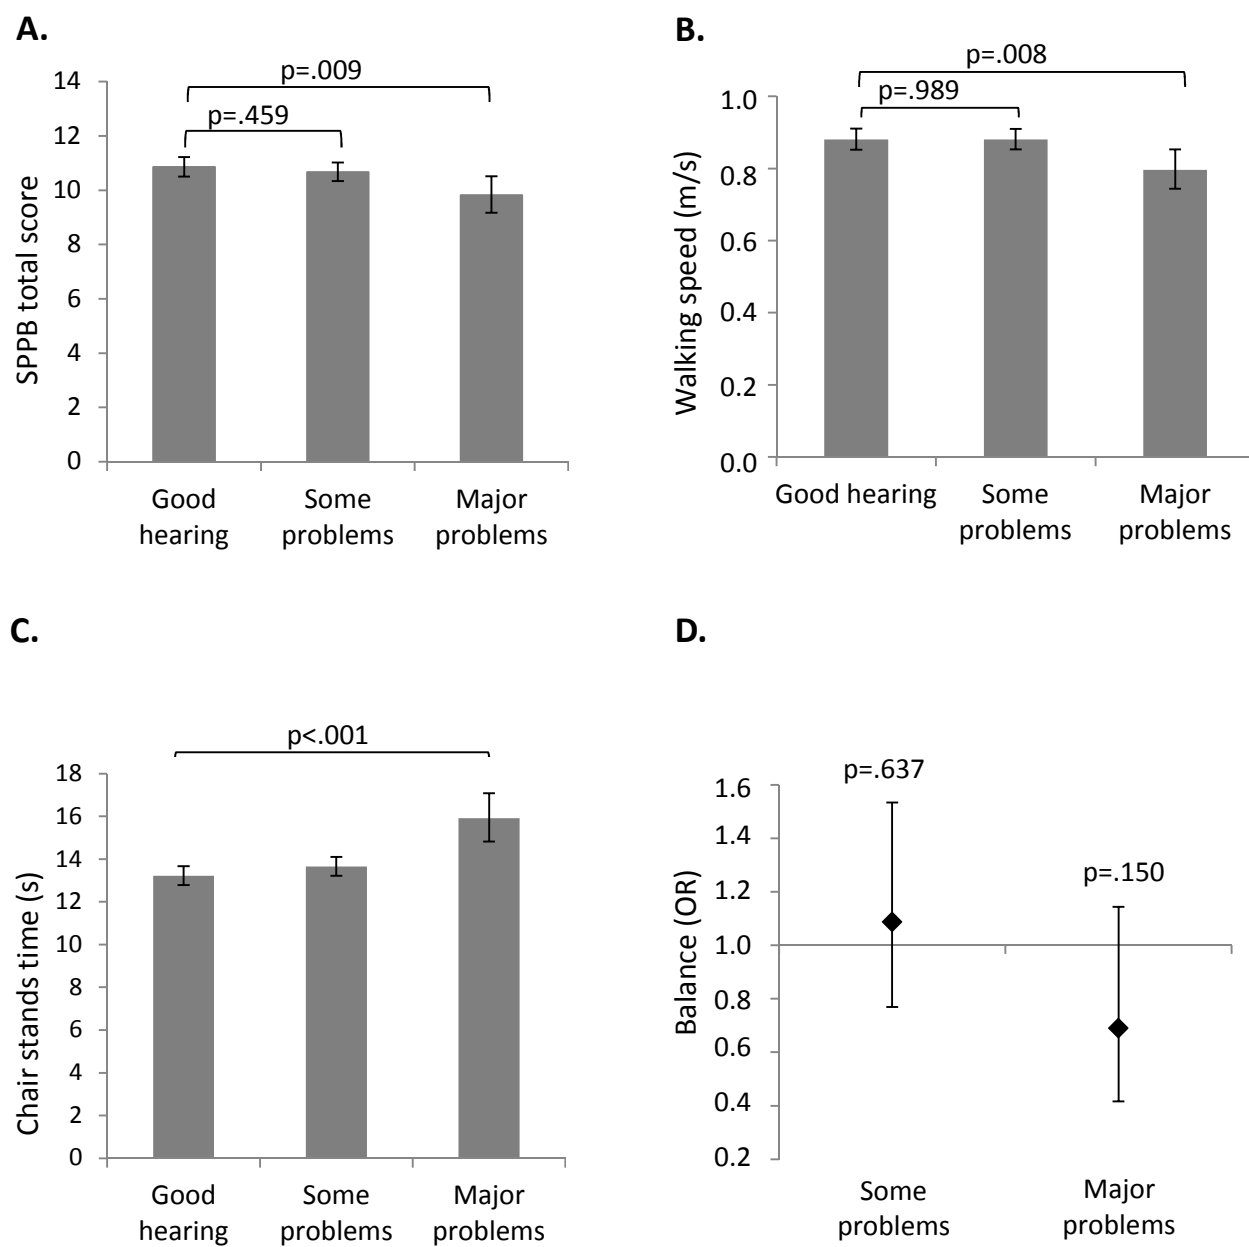 A.
p=.009
p=.459
14
12
10
8
6
4
2
0
SPPB total score
Good
hearing
Some
problems
Major
problems
B.
p=.008
p=.989
1.0
0.8
0.6
0.4
0.2
0.0
Walking speed (m/s)
Good hearing
Some
problems
Major
problems
C.
p<.001
18
16
14
12
10
8
6
4
2
0
Chair stands time (s)
Good
hearing
Some
problems
Major
problems
D.
p=.637
p=.150
1.6
1.4
1.2
1.0
0.8
0.6
0.4
0.2
Balance (OR)
Some
problems
Major
problems